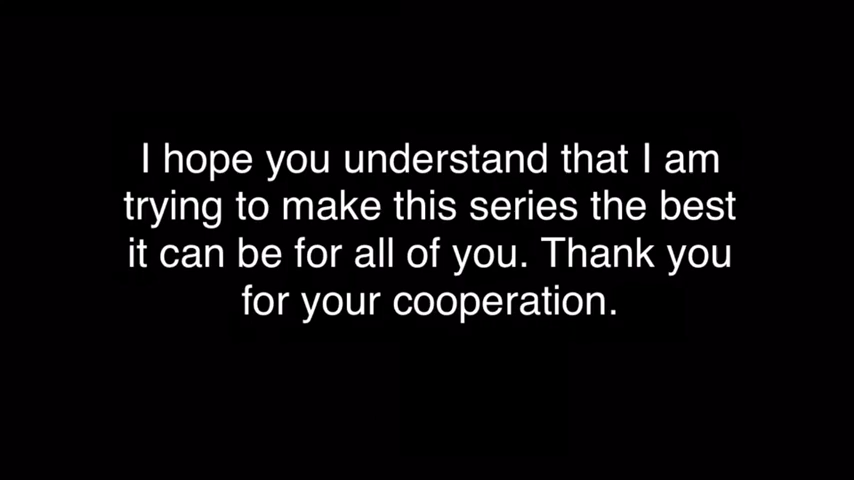 I hope you understand that I am
trying to make this series the best
it can be for all of you. Thank you
for your cooperation.